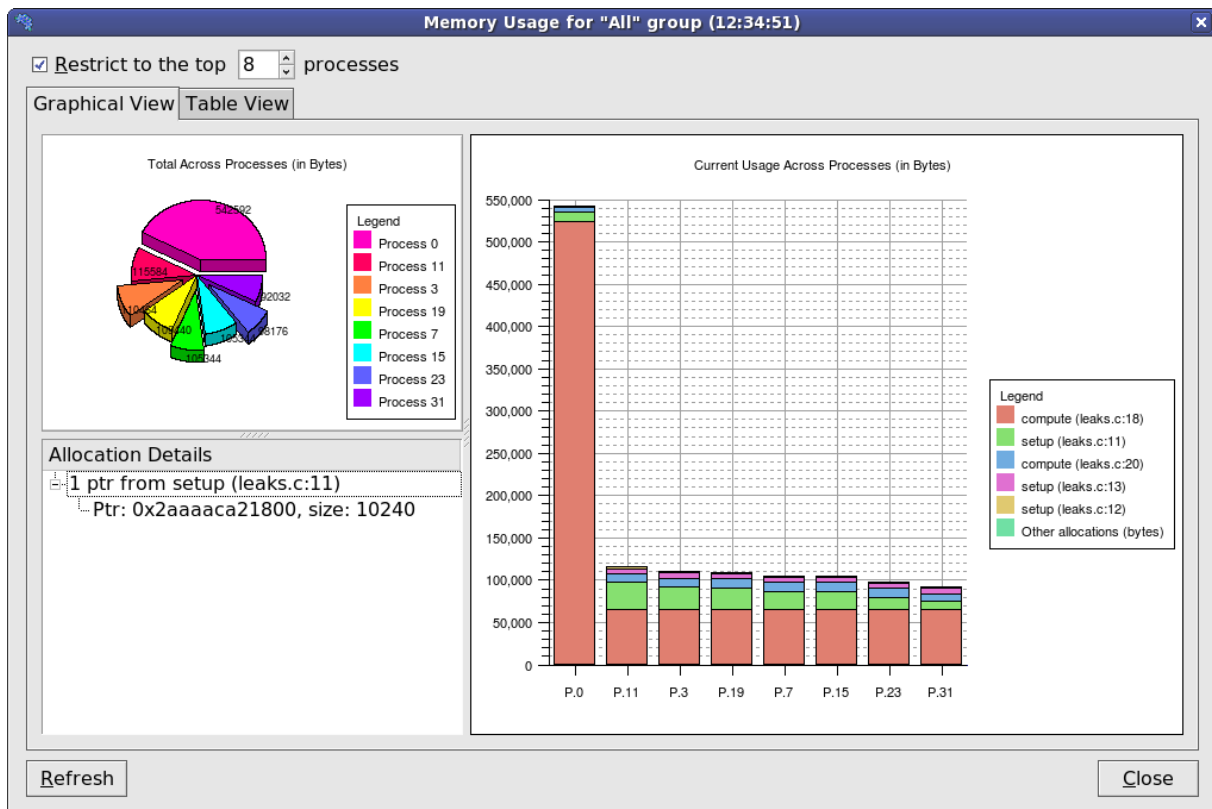 Memory Usage for "All" group (12:34:51)
Restrict to the top 8 processes
Graphical View Table View
Total Across Processes (in Bytes)
542592
115584
109440
105344
98176
92032
Legend
Process 0
Process 11
Process 3
Process 19
Process 7
Process 15
Process 23
Process 31
Allocation Details
1 ptr from setup (leaks.c:11)
Ptr: 0x2aaaaca21800, size: 10240
Current Usage Across Processes (in Bytes)
550,000
500,000
450,000
400,000
350,000
300,000
250,000
200,000
150,000
100,000
50,000
0
P.0 P.11 P.3 P.19 P.7 P.15 P.23 P.31
Legend
compute (leaks.c:18)
setup (leaks.c:11)
compute (leaks.c:20)
setup (leaks.c:13)
setup (leaks.c:12)
Other allocations (bytes)
Refresh Close